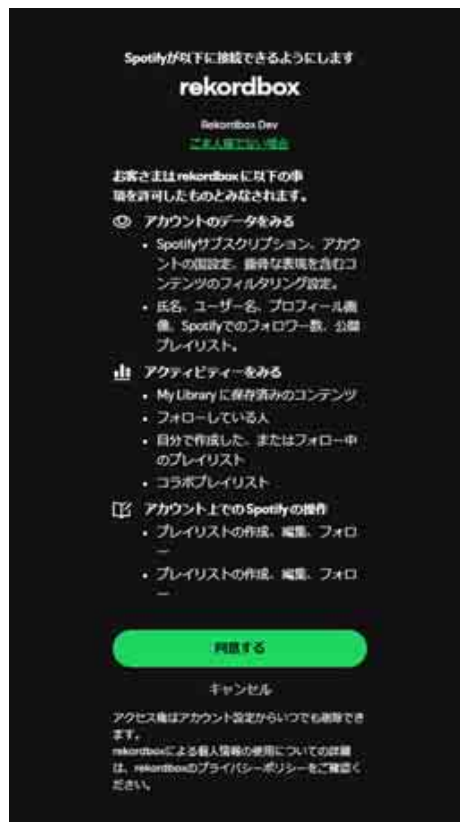 Spotifyが以下に接続できるようにします
rekordbox
Rekordbox Dev
ご本人様でない場合
お客さまはrekordboxに以下の事
項を許可したものとみなされます。
アカウントのデータをみる
• Spotifyサブスクリプション、アカウ
ントの国設定、露骨な表現を含むコ
ンテンツのフィルタリング設定。
• 氏名、ユーザー名、プロフィール画
像、Spotifyでのフォロワー数、公開
プレイリスト。
アクティビティーをみる
• My Library に保存済みのコンテンツ
• フォローしている人
• 自分で作成した、またはフォロー中
のプレイリスト
• コラボプレイリスト
アカウント上でのSpotifyの操作
• プレイリストの作成、編集、フォロ
ー
• プレイリストの作成、編集、フォロ
ー
同意する
キャンセル
アクセス権はアカウント設定からいつでも削除でき
ます。
rekordboxによる個人情報の使用についての詳細
は、rekordboxのプライバシーポリシーをご確認く
ださい。